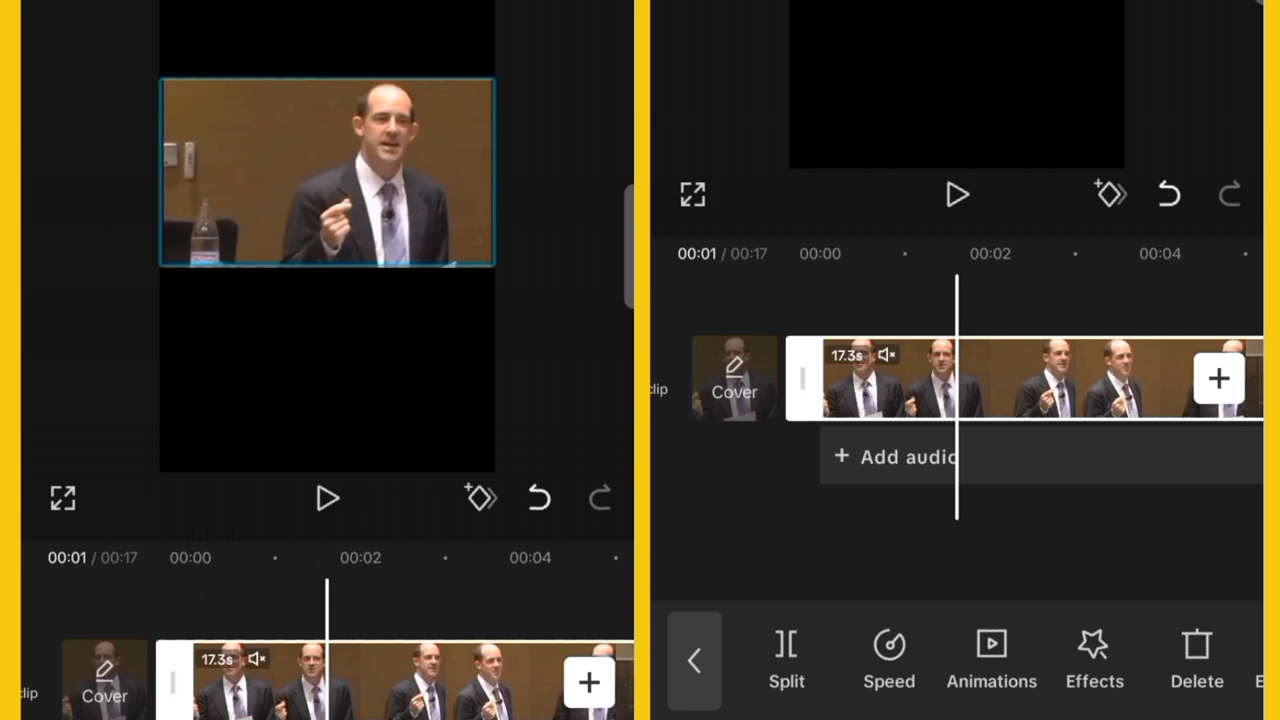 00:01 / 00:17 00:00 00:02 00:04
clip
17.3s
Cover
00:01 / 00:17 00:00 00:02 00:04
clip
17.3s
Cover
+ Add audio
Split Speed Animations Effects Delete E